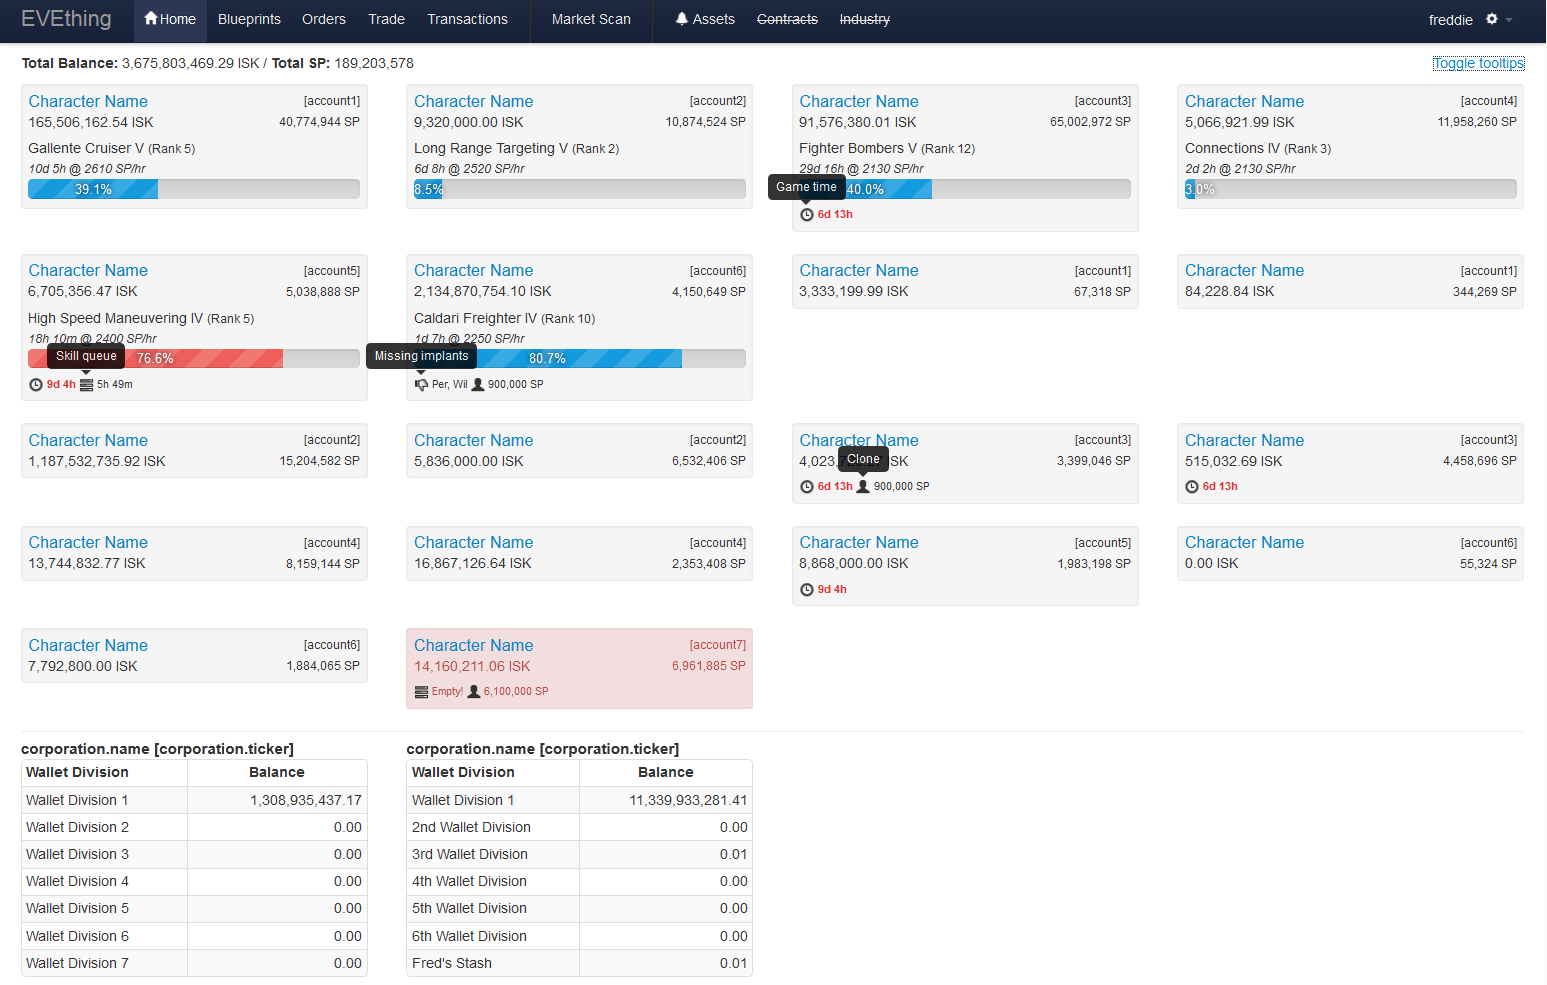 EVEthing Home Blueprints Orders Trade Transactions Market Scan Assets Contracts Industry freddie
Total Balance: 3,675,803,469.29 ISK / Total SP: 189,203,578 Toggle tooltips
Character Name [account1]
165,506,162.54 ISK 40,774,944 SP
Gallente Cruiser V (Rank 5)
10d 5h @ 2610 SP/hr
39.1%
Character Name [account2]
9,320,000.00 ISK 10,874,524 SP
Long Range Targeting V (Rank 2)
6d 8h @ 2520 SP/hr
8.5%
Character Name [account3]
91,576,380.01 ISK 65,002,972 SP
Fighter Bombers V (Rank 12)
29d 16h @ 2130 SP/hr
Game time 40.0%
6d 13h
Character Name [account4]
5,066,921.99 ISK 11,958,260 SP
Connections IV (Rank 3)
2d 2h @ 2130 SP/hr
3.0%
Character Name [account5]
6,705,356.47 ISK 5,038,888 SP
High Speed Maneuvering IV (Rank 5)
18h 10m @ 2400 SP/hr
Skill queue 76.6%
9d 4h 5h 49m
Character Name [account6]
2,134,870,754.10 ISK 4,150,649 SP
Caldari Freighter IV (Rank 10)
1d 7h @ 2250 SP/hr
Missing implants 80.7%
Per, Wil 900,000 SP
Character Name [account1]
3,333,199.99 ISK 67,318 SP
Character Name [account1]
84,228.84 ISK 344,269 SP
Character Name [account2]
1,187,532,735.92 ISK 15,204,582 SP
Character Name [account2]
5,836,000.00 ISK 6,532,406 SP
Character Name [account3]
Clone ISK 3,399,046 SP
6d 13h 900,000 SP
Character Name [account3]
515,032.69 ISK 4,458,696 SP
6d 13h
Character Name [account4]
13,744,832.77 ISK 8,159,144 SP
Character Name [account4]
16,867,126.64 ISK 2,353,408 SP
Character Name [account5]
8,868,000.00 ISK 1,983,198 SP
9d 4h
Character Name [account6]
0.00 ISK 55,324 SP
Character Name [account6]
7,792,800.00 ISK 1,884,065 SP
Character Name [account7]
14,160,211.06 ISK 6,961,885 SP
Empty! 6,100,000 SP
corporation.name [corporation.ticker]
Wallet Division Balance
Wallet Division 1 1,308,935,437.17
Wallet Division 2 0.00
Wallet Division 3 0.00
Wallet Division 4 0.00
Wallet Division 5 0.00
Wallet Division 6 0.00
Wallet Division 7 0.00
corporation.name [corporation.ticker]
Wallet Division Balance
Wallet Division 1 11,339,933,281.41
2nd Wallet Division 0.00
3rd Wallet Division 0.01
4th Wallet Division 0.00
5th Wallet Division 0.00
6th Wallet Division 0.00
Fred's Stash 0.01